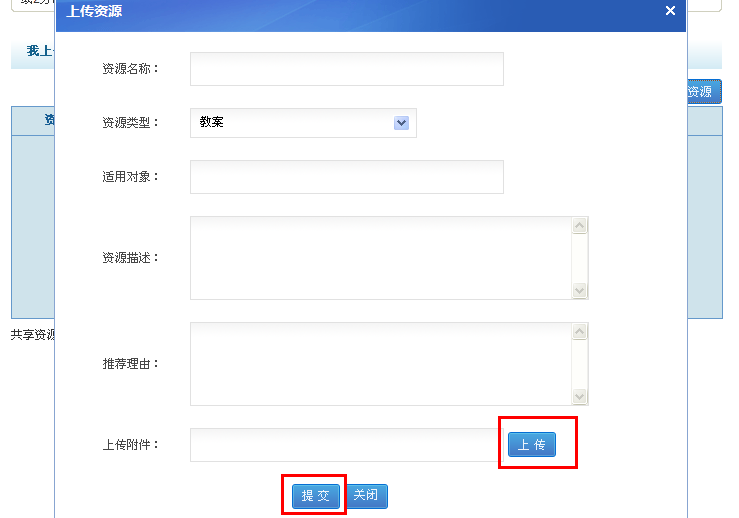 上传资源
我上
资源
资源名称：
资源类型：
教案
适用对象：
资源描述：
共享资源
推荐理由：
上传附件：
上 传
提 交
关闭